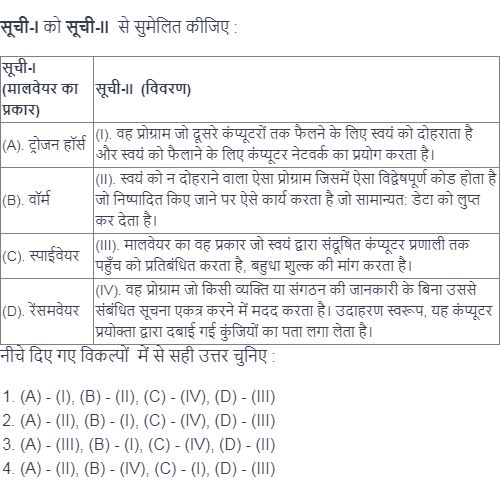 सूची-I को सूची-II से सुमेलित कीजिए :
सूची-I
(मालवेयर का
प्रकार)
सूची-II (विवरण)
(A). ट्रोजन हॉर्स
(I). वह प्रोग्राम जो दूसरे कंप्यूटरों तक फैलने के लिए स्वयं को दोहराता है
और स्वयं को फैलाने के लिए कंप्यूटर नेटवर्क का प्रयोग करता है।
(B). वॉर्म
(II). स्वयं को न दोहराने वाला ऐसा प्रोग्राम जिसमें ऐसा विद्वेषपूर्ण कोड होता है
जो निष्पादित किए जाने पर ऐसे कार्य करता है जो सामान्यत: डेटा को लुप्त
कर देता है।
(C). स्पाईवेयर
(III). मालवेयर का वह प्रकार जो स्वयं द्वारा संदूषित कंप्यूटर प्रणाली तक
पहुँच को प्रतिबंधित करता है, बहुधा शुल्क की मांग करता है।
(D). रेंसमवेयर
(IV). वह प्रोग्राम जो किसी व्यक्ति या संगठन की जानकारी के बिना उससे
संबंधित सूचना एकत्र करने में मदद करता है। उदाहरण स्वरूप, यह कंप्यूटर
प्रयोक्ता द्वारा दबाई गई कुंजियों का पता लगा लेता है।
नीचे दिए गए विकल्पों में से सही उत्तर चुनिए :
1. (A) - (I), (B) - (II), (C) - (IV), (D) - (III)
2. (A) - (II), (B) - (I), (C) - (IV), (D) - (III)
3. (A) - (III), (B) - (I), (C) - (IV), (D) - (II)
4. (A) - (II), (B) - (IV), (C) - (I), (D) - (III)